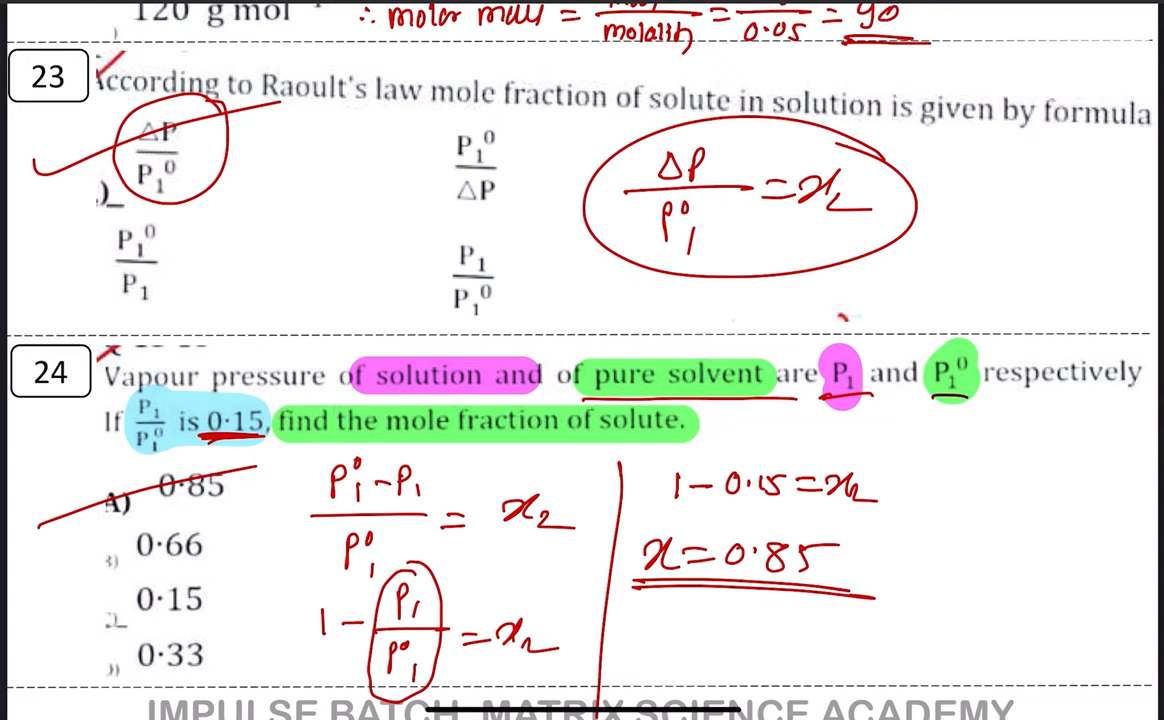 120 g mol
∴ molar mass = ―/molality = ―/0.05 = 90
23
According to Raoult's law mole fraction of solute in solution is given by formula
△P/P₁⁰
P₁⁰/△P
ΔP/P₁⁰ = x₂
P₁⁰/P₁
P₁/P₁⁰
24
Vapour pressure of solution and of pure solvent are P₁ and P₁⁰ respectively
If P₁/P₁⁰ is 0·15, find the mole fraction of solute.
A) 0·85
0·66
0·15
0·33
P₁⁰ - P₁/P₁⁰ = x₂
1 - P₁/P₁⁰ = x₂
1 - 0.15 = x₂
x = 0.85
IMPULSE BATCH MATRIX SCIENCE ACADEMY